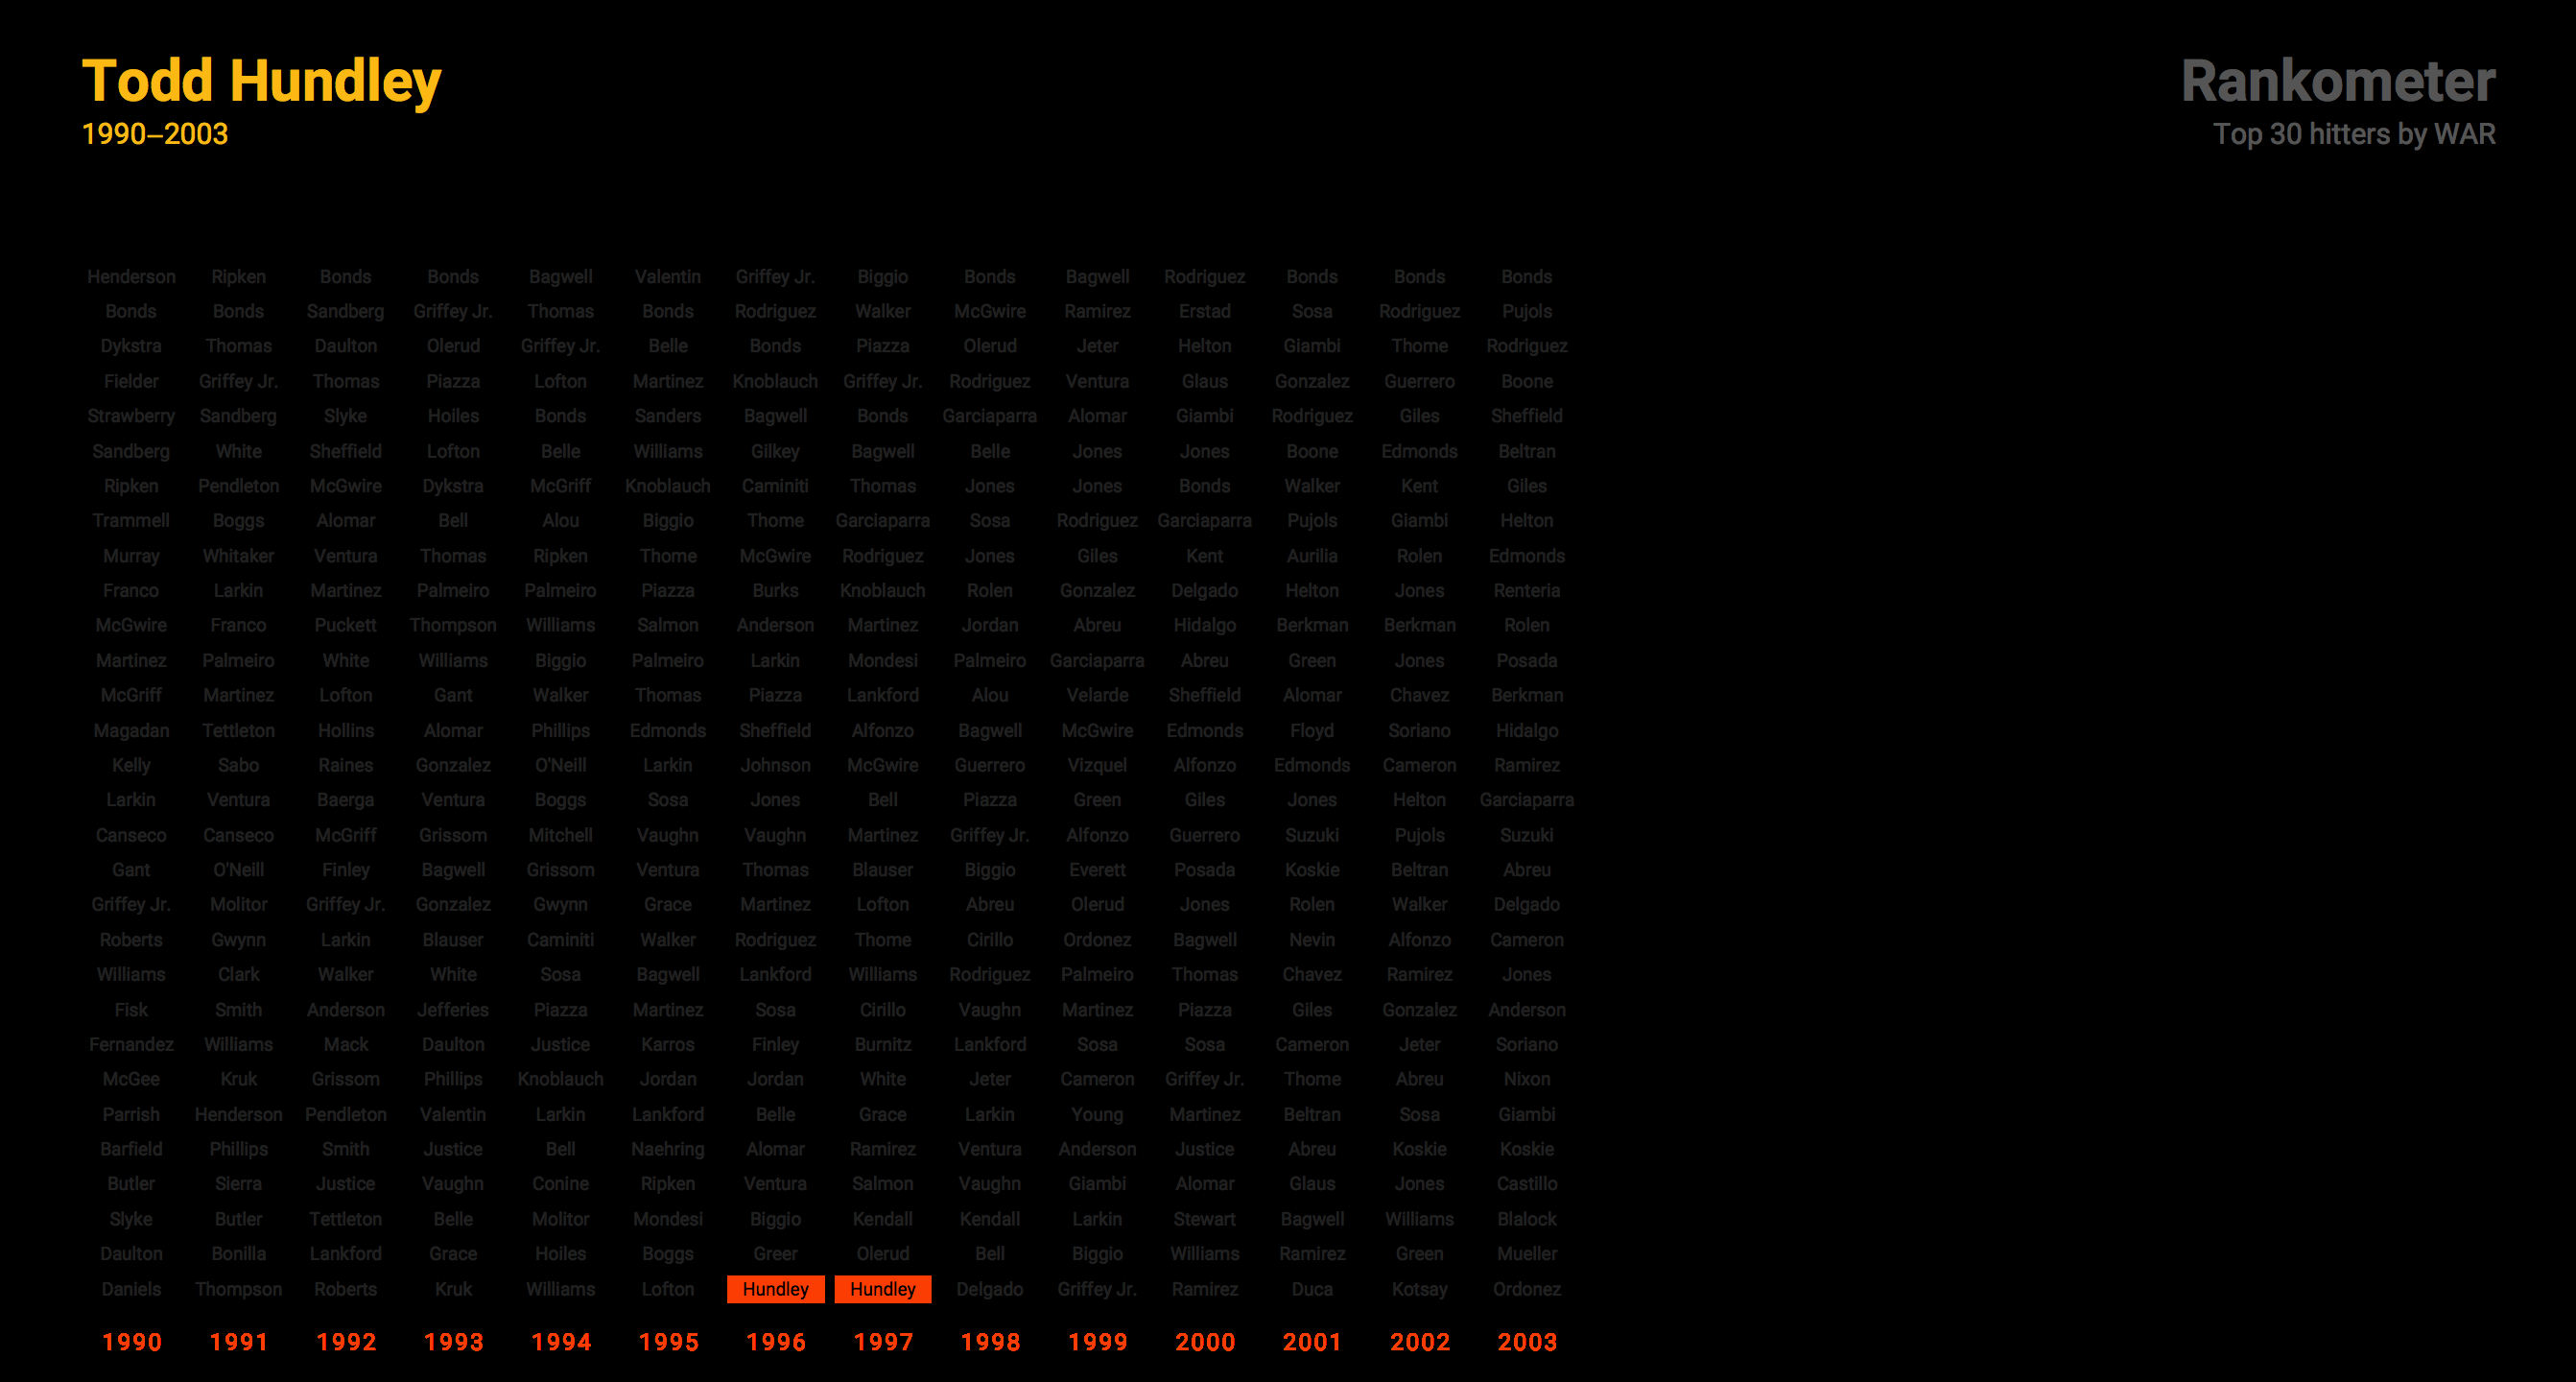 Todd Hundley
1990–2003
Rankometer
Top 30 hitters by WAR
Henderson Ripken Bonds Bonds Bagwell Valentin Griffey Jr. Biggio Bonds Bagwell Rodriguez Bonds Bonds Bonds
Bonds Bonds Sandberg Griffey Jr. Thomas Bonds Rodriguez Walker McGwire Ramirez Erstad Sosa Rodriguez Pujols
Dykstra Thomas Daulton Olerud Griffey Jr. Belle Bonds Piazza Olerud Jeter Helton Giambi Thome Rodriguez
Fielder Griffey Jr. Thomas Piazza Lofton Martinez Knoblauch Griffey Jr. Rodriguez Ventura Glaus Gonzalez Guerrero Boone
Strawberry Sandberg Slyke Hoiles Bonds Sanders Bagwell Bonds Garciaparra Alomar Giambi Rodriguez Giles Sheffield
Sandberg White Sheffield Lofton Belle Williams Gilkey Bagwell Belle Jones Jones Boone Edmonds Beltran
Ripken Pendleton McGwire Dykstra McGriff Knoblauch Caminiti Thomas Jones Jones Bonds Walker Kent Giles
Trammell Boggs Alomar Bell Alou Biggio Thome Garciaparra Sosa Rodriguez Garciaparra Pujols Giambi Helton
Murray Whitaker Ventura Thomas Ripken Thome McGwire Rodriguez Jones Giles Kent Aurilia Rolen Edmonds
Franco Larkin Martinez Palmeiro Palmeiro Piazza Burks Knoblauch Rolen Gonzalez Delgado Helton Jones Renteria
McGwire Franco Puckett Thompson Williams Salmon Anderson Martinez Jordan Abreu Hidalgo Berkman Berkman Rolen
Martinez Palmeiro White Williams Biggio Palmeiro Larkin Mondesi Palmeiro Garciaparra Abreu Green Jones Posada
McGriff Martinez Lofton Gant Walker Thomas Piazza Lankford Alou Velarde Sheffield Alomar Chavez Berkman
Magadan Tettleton Hollins Alomar Phillips Edmonds Sheffield Alfonzo Bagwell McGwire Edmonds Floyd Soriano Hidalgo
Kelly Sabo Raines Gonzalez O'Neill Larkin Johnson McGwire Guerrero Vizquel Alfonzo Edmonds Cameron Ramirez
Larkin Ventura Baerga Ventura Boggs Sosa Jones Bell Piazza Green Giles Jones Helton Garciaparra
Canseco Canseco McGriff Grissom Mitchell Vaughn Vaughn Martinez Griffey Jr. Alfonzo Guerrero Suzuki Pujols Suzuki
Gant O'Neill Finley Bagwell Grissom Ventura Thomas Blauser Biggio Everett Posada Koskie Beltran Abreu
Griffey Jr. Molitor Griffey Jr. Gonzalez Gwynn Grace Martinez Lofton Abreu Olerud Jones Rolen Walker Delgado
Roberts Gwynn Larkin Blauser Caminiti Walker Rodriguez Thome Cirillo Ordonez Bagwell Nevin Alfonzo Cameron
Williams Clark Walker White Sosa Bagwell Lankford Williams Rodriguez Palmeiro Thomas Chavez Ramirez Jones
Fisk Smith Anderson Jefferies Piazza Martinez Sosa Cirillo Vaughn Martinez Piazza Giles Gonzalez Anderson
Fernandez Williams Mack Daulton Justice Karros Finley Burnitz Lankford Sosa Sosa Cameron Jeter Soriano
McGee Kruk Grissom Phillips Knoblauch Jordan Jordan White Jeter Cameron Griffey Jr. Thome Abreu Nixon
Parrish Henderson Pendleton Valentin Larkin Lankford Belle Grace Larkin Young Martinez Beltran Sosa Giambi
Barfield Phillips Smith Justice Bell Naehring Alomar Ramirez Ventura Anderson Justice Abreu Koskie Koskie
Butler Sierra Justice Vaughn Conine Ripken Ventura Salmon Vaughn Giambi Alomar Glaus Jones Castillo
Slyke Butler Tettleton Belle Molitor Mondesi Biggio Kendall Kendall Larkin Stewart Bagwell Williams Blalock
Daulton Bonilla Lankford Grace Hoiles Boggs Greer Olerud Bell Biggio Williams Ramirez Green Mueller
Daniels Thompson Roberts Kruk Williams Lofton Hundley Hundley Delgado Griffey Jr. Ramirez Duca Kotsay Ordonez
1990 1991 1992 1993 1994 1995 1996 1997 1998 1999 2000 2001 2002 2003